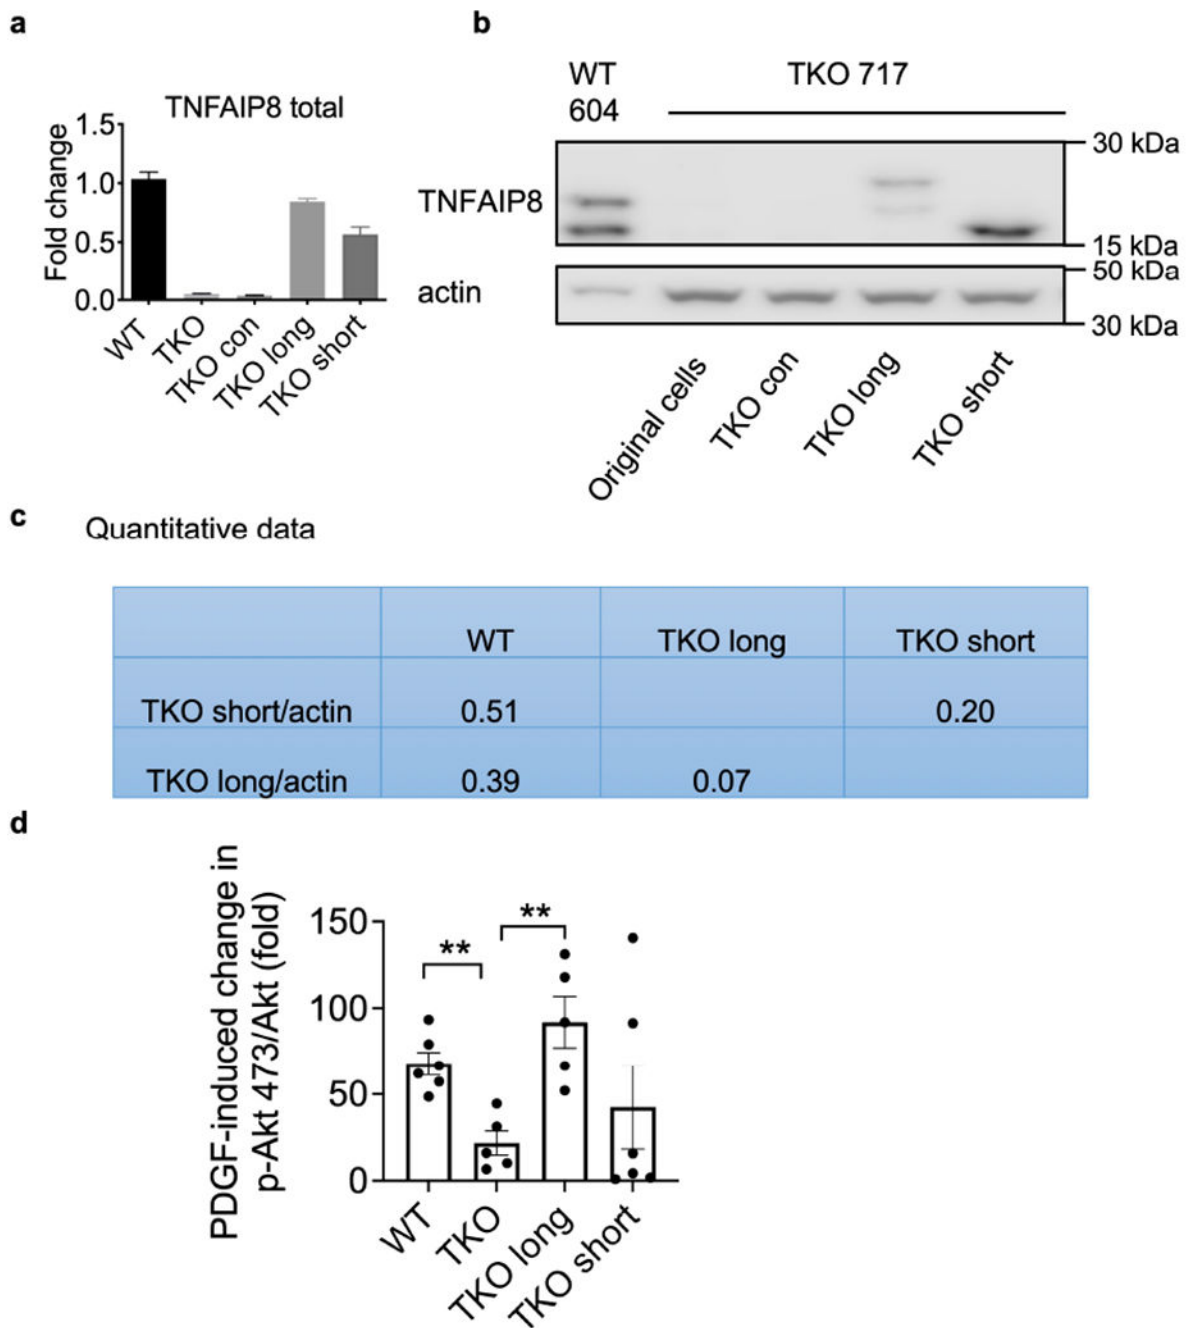 a
TNFAIP8 total
Fold change
1.5
1.0
0.5
0.0
WT
TKO
TKO con
TKO long
TKO short
b
WT
604
TKO 717
TNFAIP8
30 kDa
15 kDa
actin
50 kDa
30 kDa
Original cells
TKO con
TKO long
TKO short
c
Quantitative data
WT TKO long TKO short
TKO short/actin 0.51 0.20
TKO long/actin 0.39 0.07
d
PDGF-induced change in
p-Akt 473/Akt (fold)
150
100
50
0
**
**
WT
TKO
TKO long
TKO short